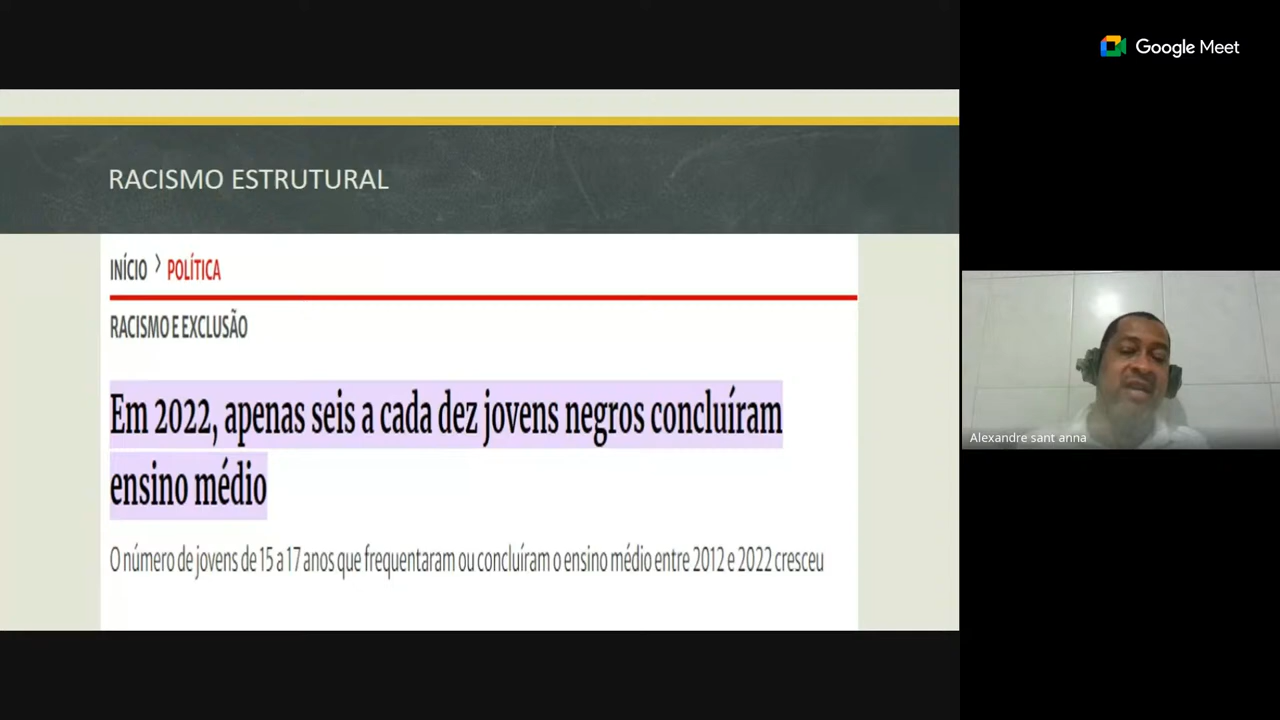 Google Meet
RACISMO ESTRUTURAL
INÍCIO > POLÍTICA
RACISMO E EXCLUSÃO
Em 2022, apenas seis a cada dez jovens negros concluíram
ensino médio
O número de jovens de 15 a 17 anos que frequentaram ou concluíram o ensino médio entre 2012 e 2022 cresceu
Alexandre sant anna